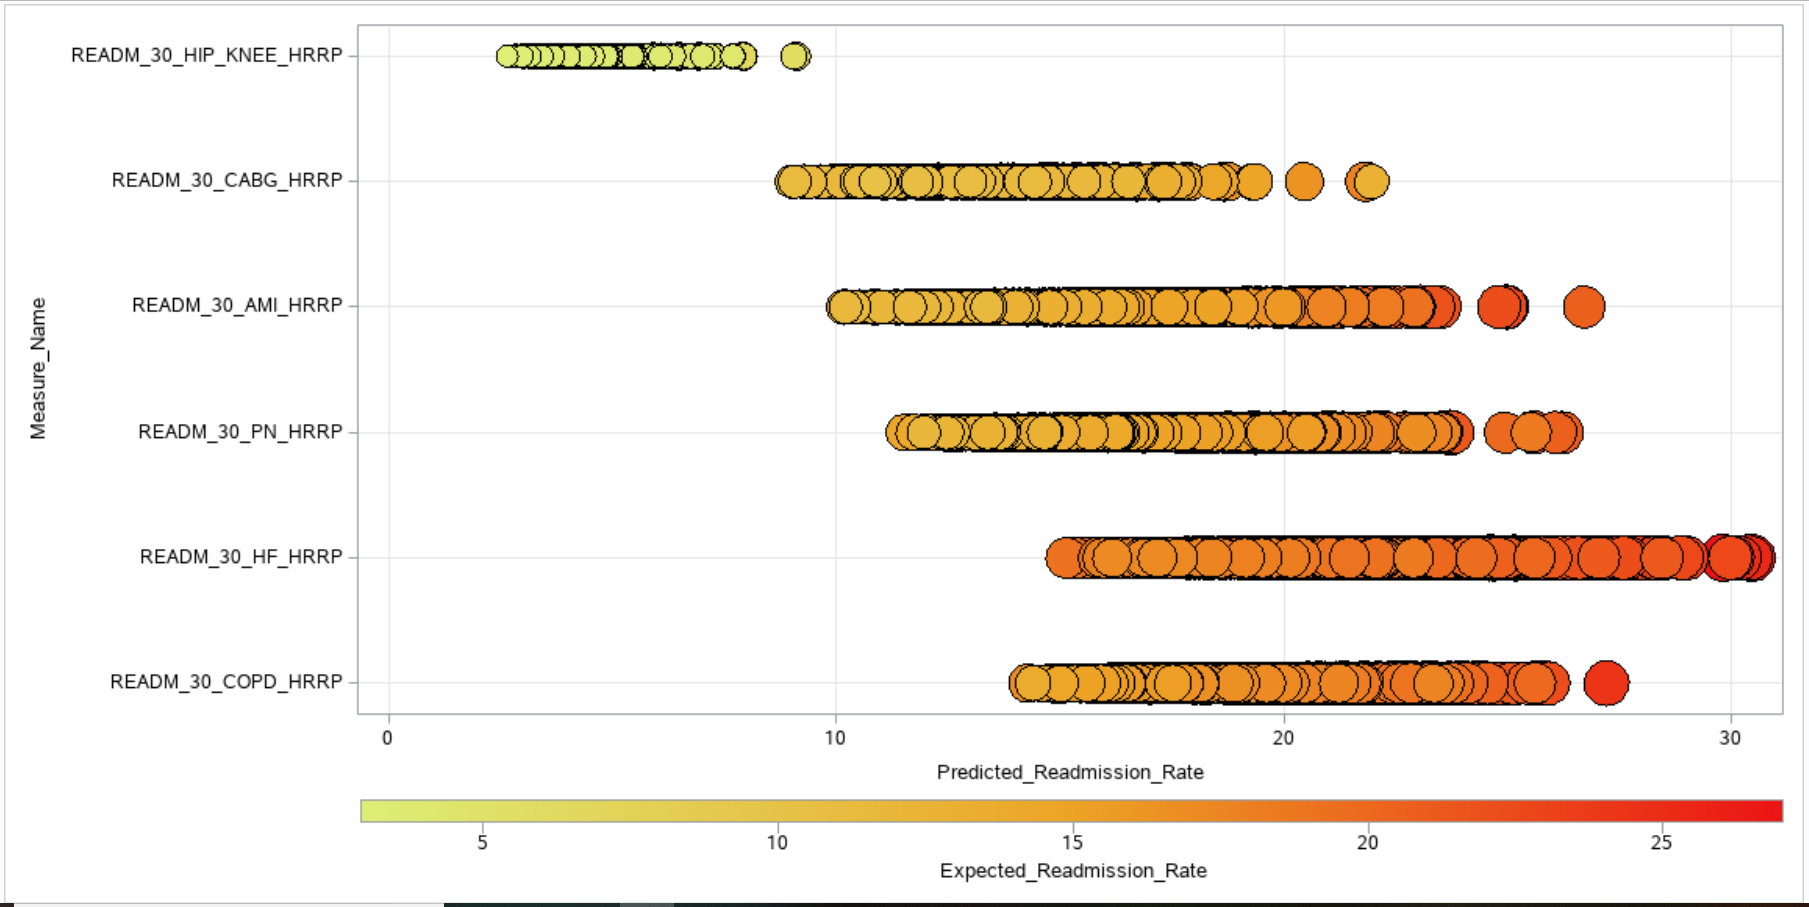 READM_30_HIP_KNEE_HRRP
READM_30_CABG_HRRP
READM_30_AMI_HRRP
READM_30_PN_HRRP
READM_30_HF_HRRP
READM_30_COPD_HRRP
Measure_Name
0 10 20 30
Predicted_Readmission_Rate
5 10 15 20 25
Expected_Readmission_Rate